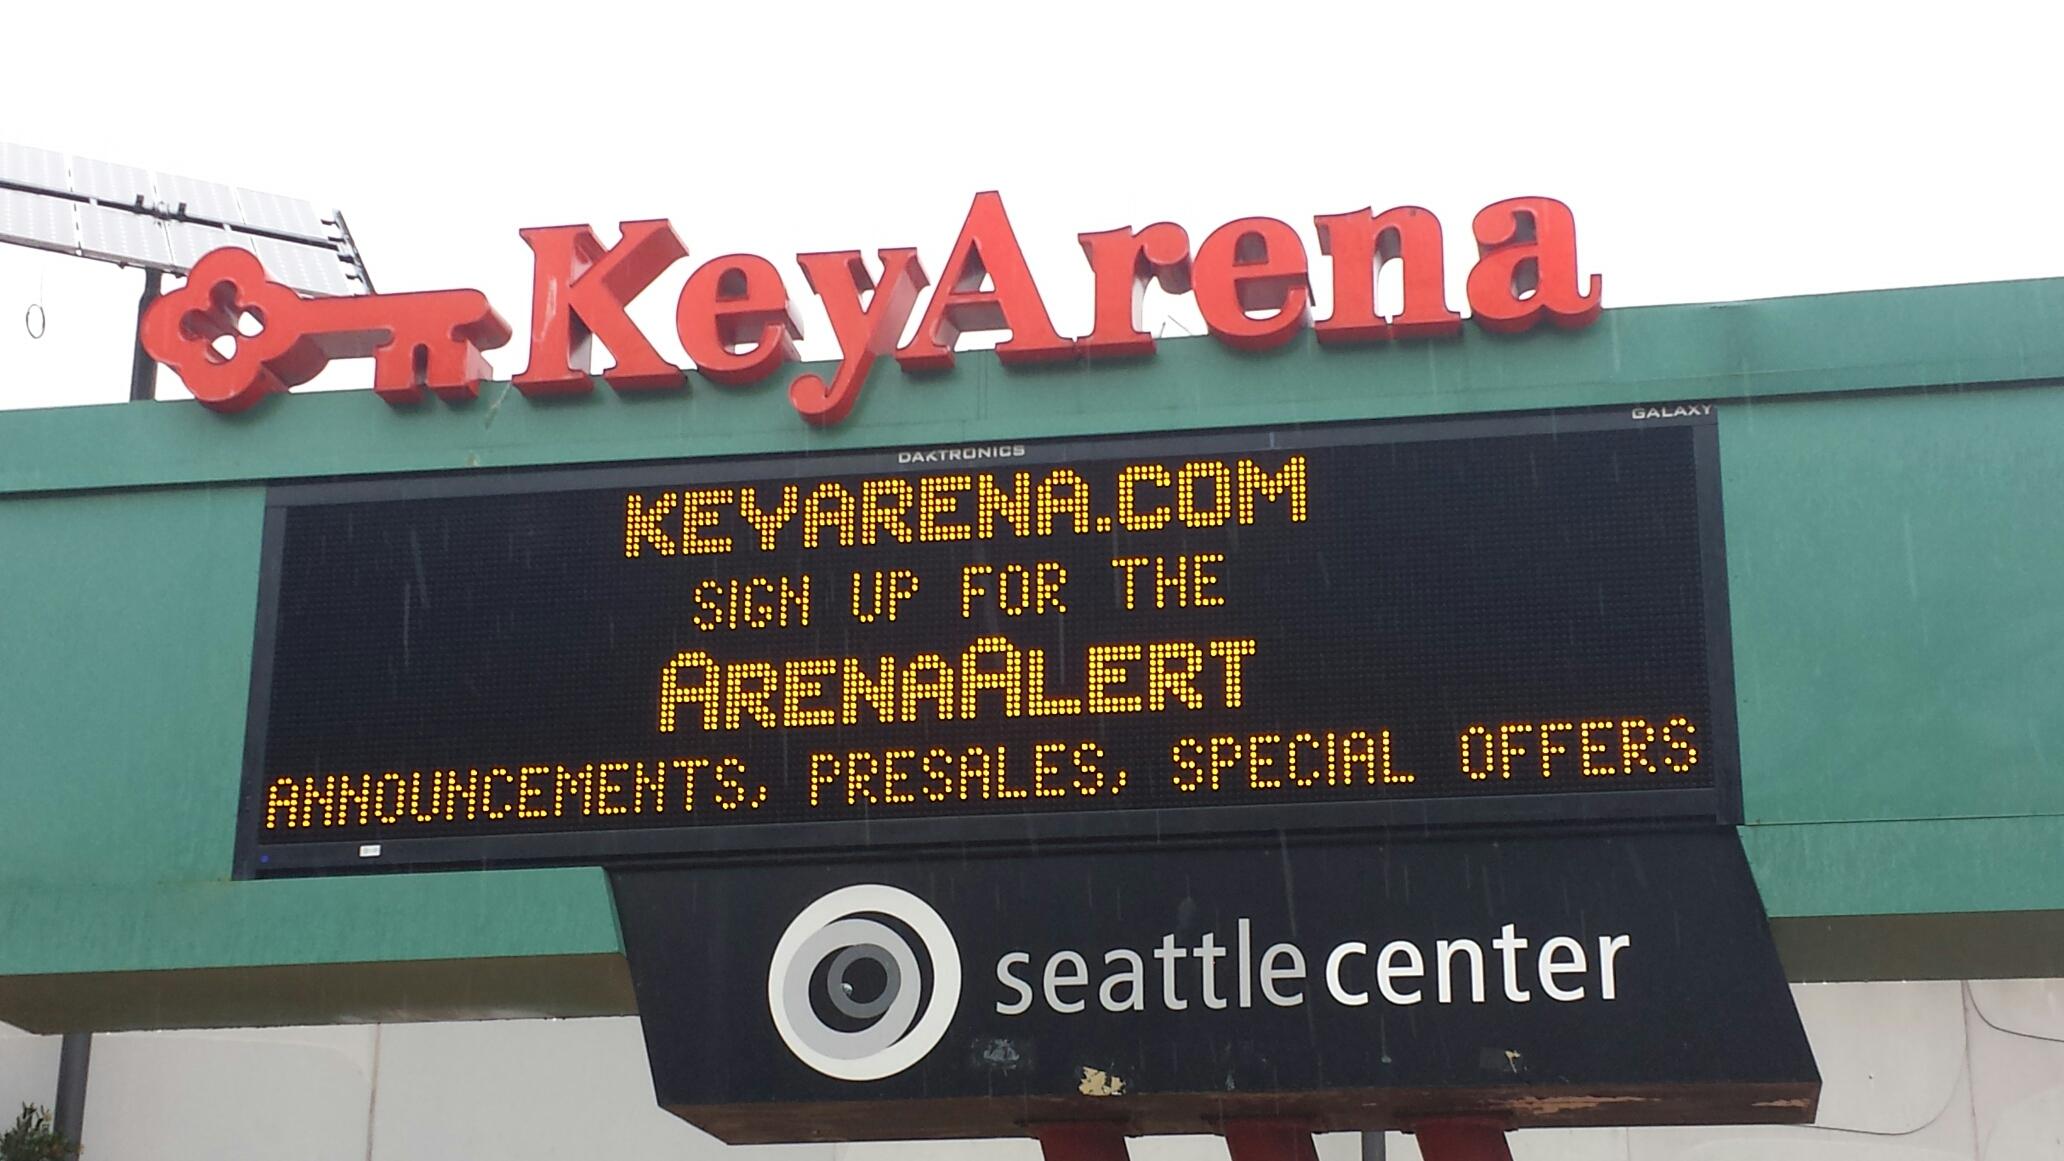 KeyArena
GALAXY
DAKTRONICS
KEYARENA.COM
SIGN UP FOR THE
ARENAALERT
ANNOUNCEMENTS, PRESALES, SPECIAL OFFERS
seattlecenter